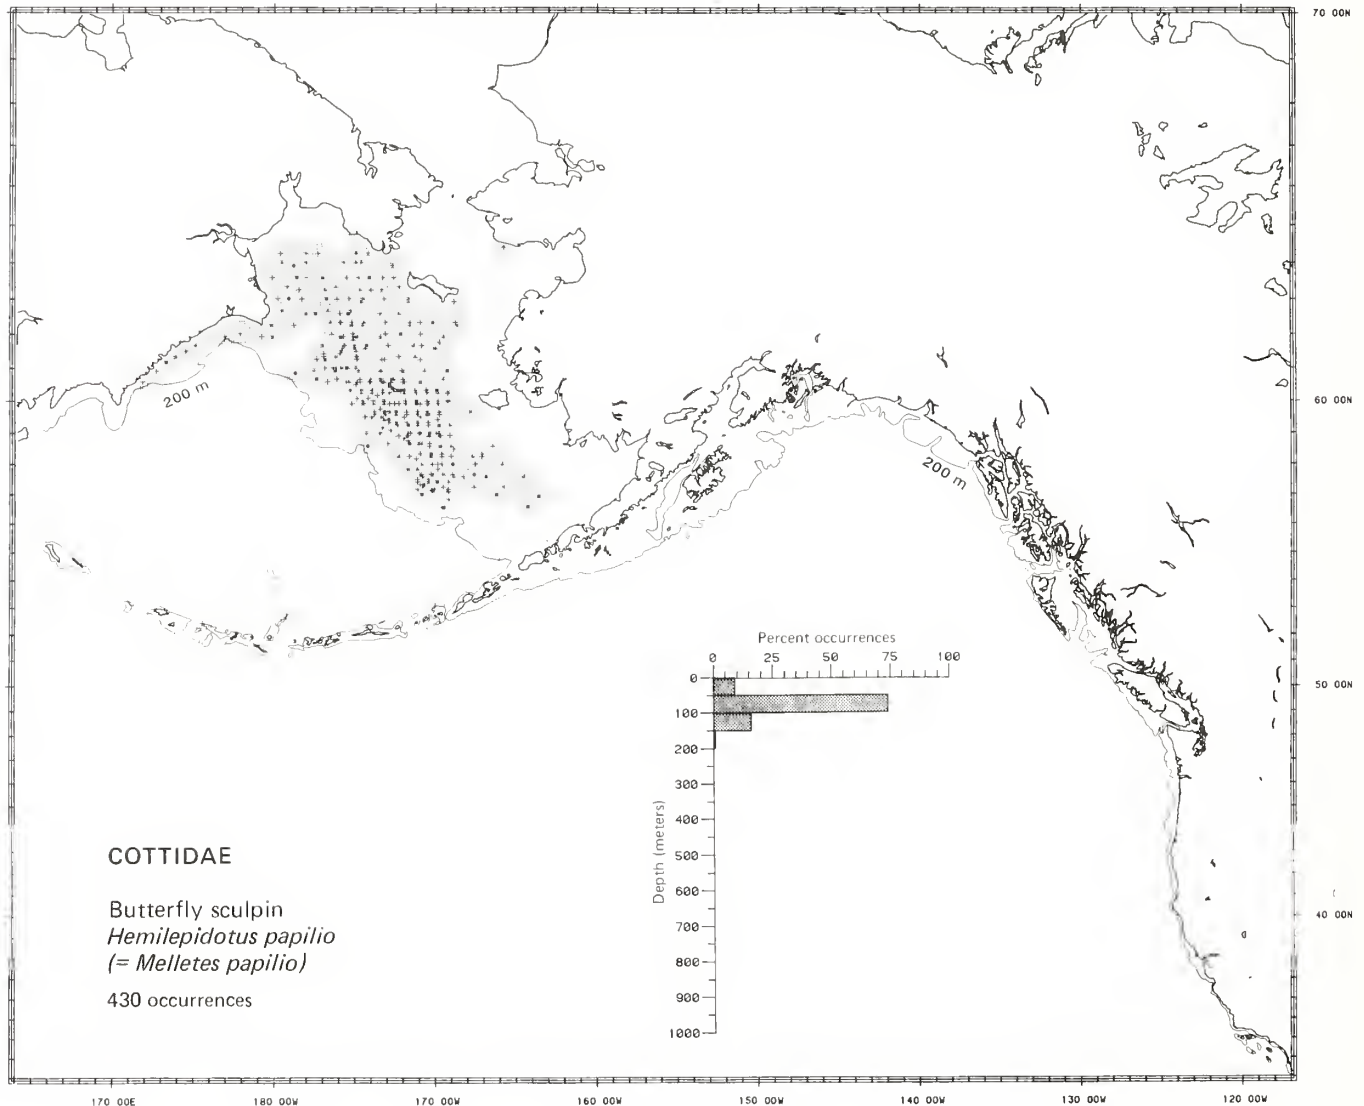 70 00N
200 m
60 00N
200 m
Percent occurrences
0 25 50 75 100
0
50 00N
100
200
300
400
500
600
700
800
900
1000
Depth (meters)
COTTIDAE
Butterfly sculpin
Hemilepidotus papilio
(= Melletes papilio)
430 occurrences
40 00N
170 00E 180 00W 170 00W 160 00W 150 00W 140 00W 130 00W 120 00W